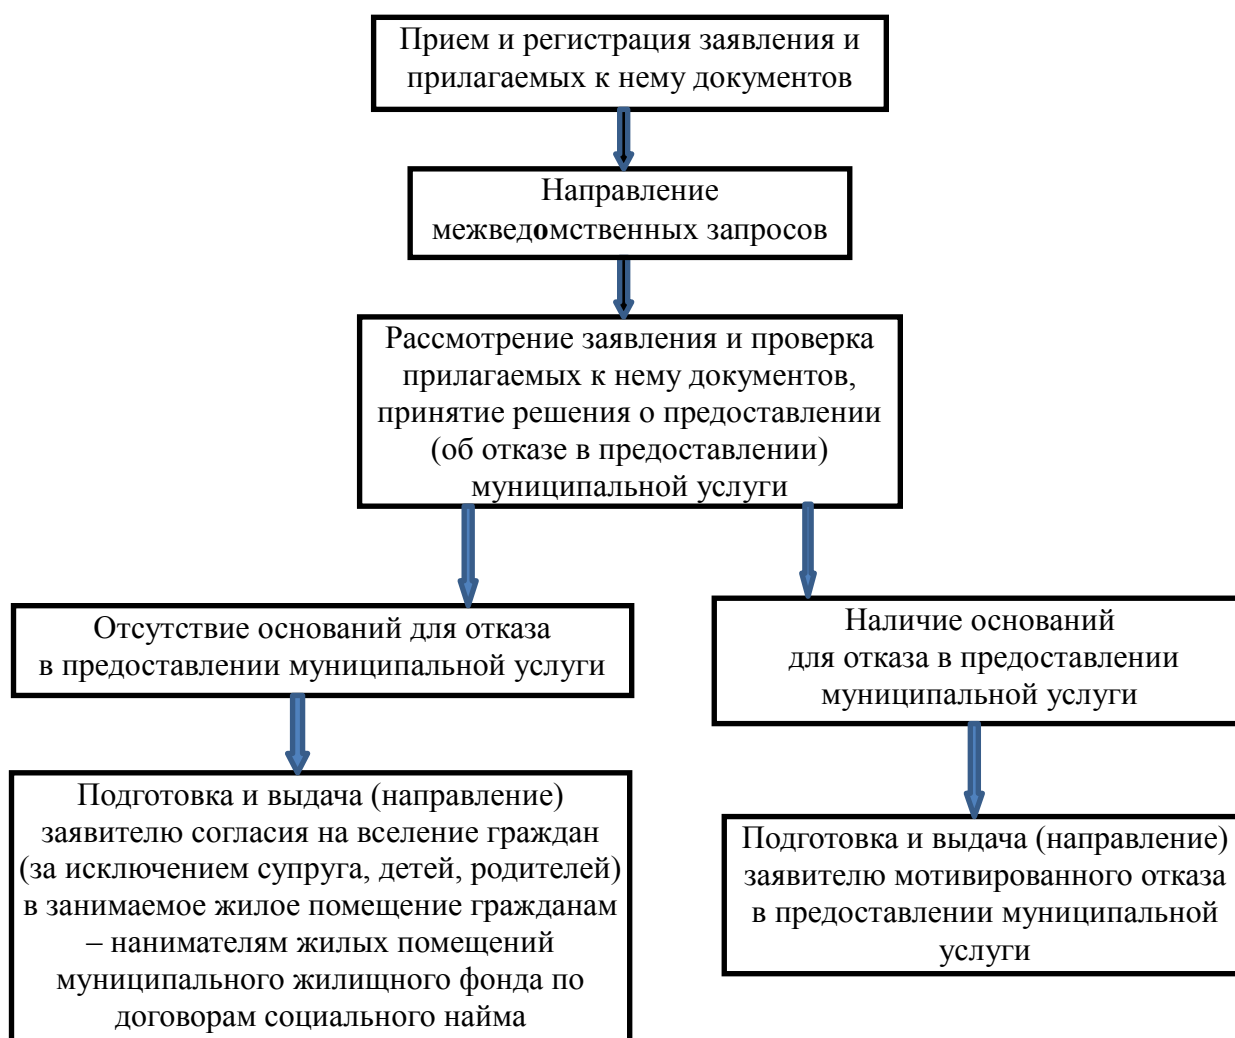 Прием и регистрация заявления и
прилагаемых к нему документов
Направление
межведомственных запросов
Рассмотрение заявления и проверка
прилагаемых к нему документов,
принятие решения о предоставлении
(об отказе в предоставлении)
муниципальной услуги
Отсутствие оснований для отказа
в предоставлении муниципальной услуги
Наличие оснований
для отказа в предоставлении
муниципальной услуги
Подготовка и выдача (направление)
заявителю согласия на вселение граждан
(за исключением супруга, детей, родителей)
в занимаемое жилое помещение гражданам
– нанимателям жилых помещений
муниципального жилищного фонда по
договорам социального найма
Подготовка и выдача (направление)
заявителю мотивированного отказа
в предоставлении муниципальной
услуги